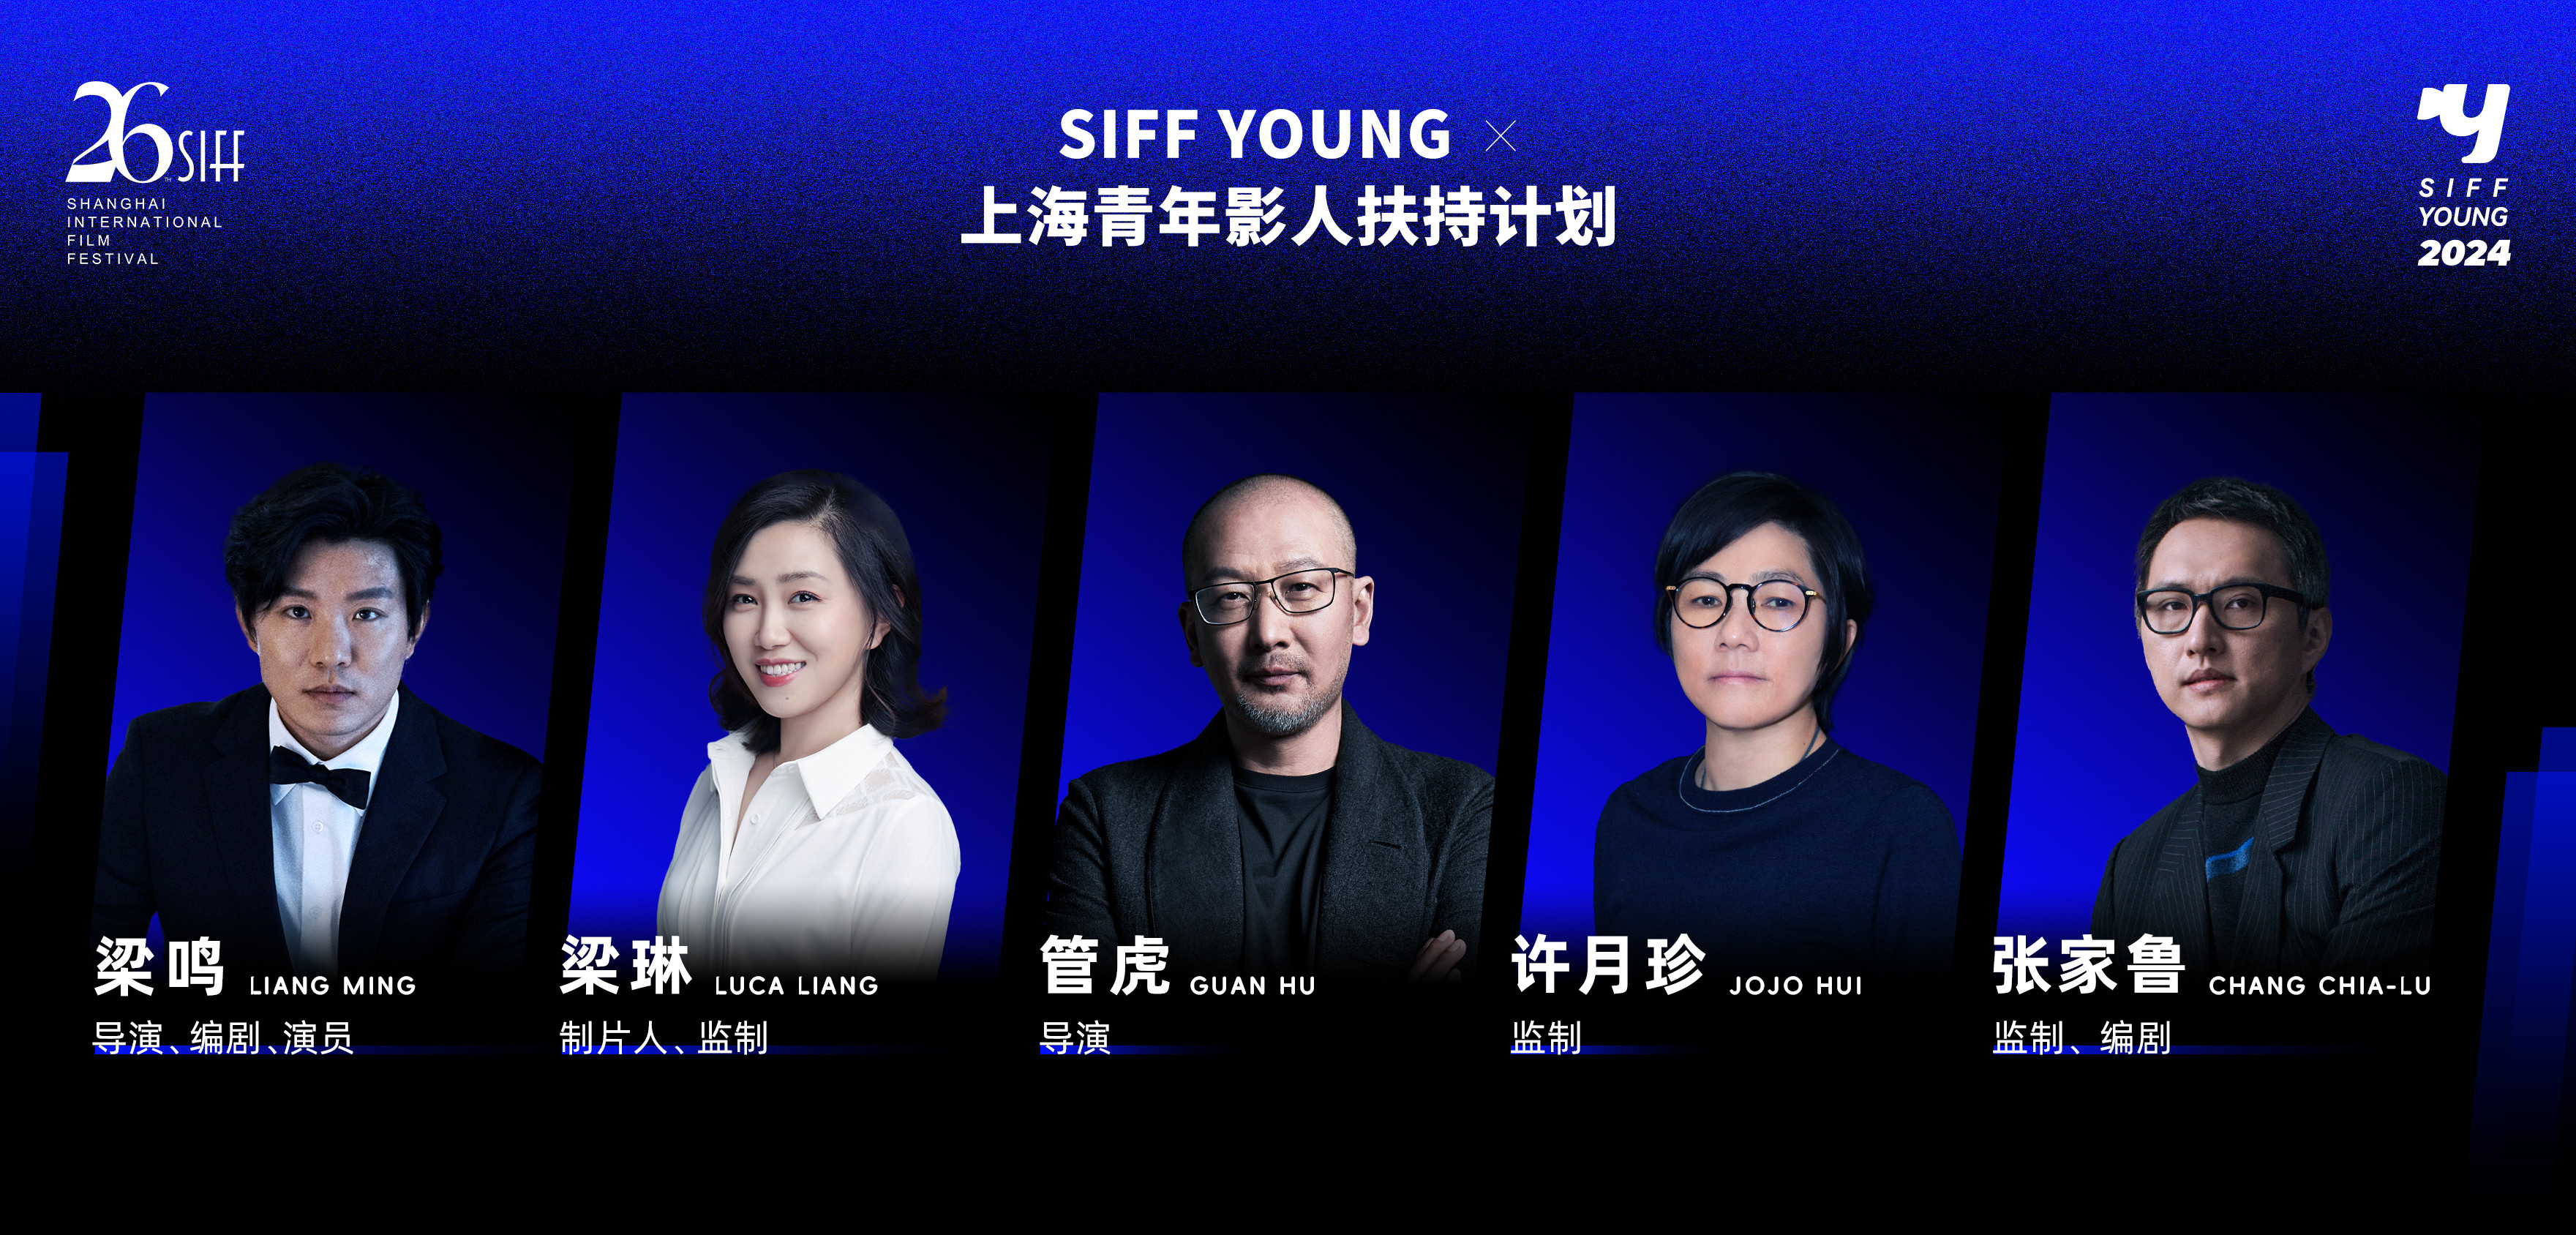 26TH SIFF
SHANGHAI
INTERNATIONAL
FILM
FESTIVAL
SIFF YOUNG ×
上海青年影人扶持计划
SIFF
YOUNG
2024
梁鸣 LIANG MING
导演、编剧、演员
梁琳 LUCA LIANG
制片人、监制
管虎 GUAN HU
导演
许月珍 JOJO HUI
监制
张家鲁 CHANG CHIA-LU
监制、编剧